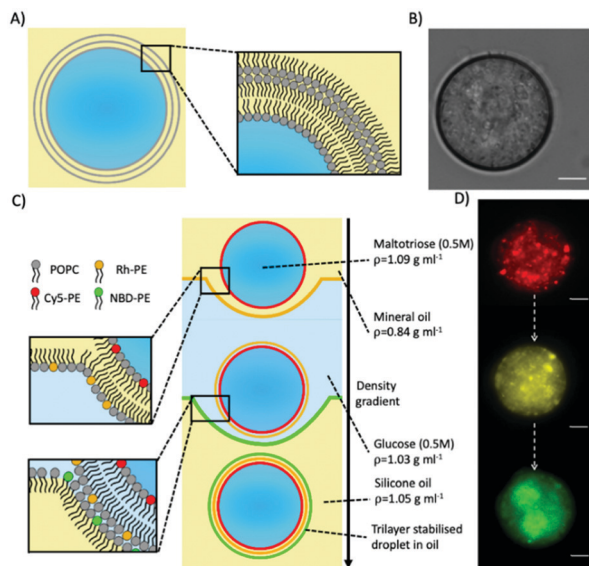 A)
B)
C)
D)
POPC
Rh-PE
Cy5-PE
NBD-PE
Maltotriose (0.5M)
ρ=1.09 g ml⁻¹
Mineral oil
ρ=0.84 g ml⁻¹
Density
gradient
Glucose (0.5M)
ρ=1.03 g ml⁻¹
Silicone oil
ρ=1.05 g ml⁻¹
Trilayer stabilised
droplet in oil